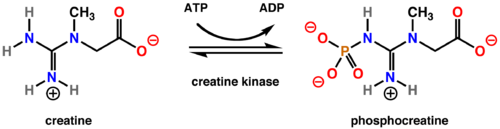 ATP ADP
H CH₃ O
H N N O ⊖
N
H ⊕ H
creatine
creatine kinase
O ⊖ H CH₃ O
O P N N O ⊖
⊖ O N
H ⊕ H
phosphocreatine